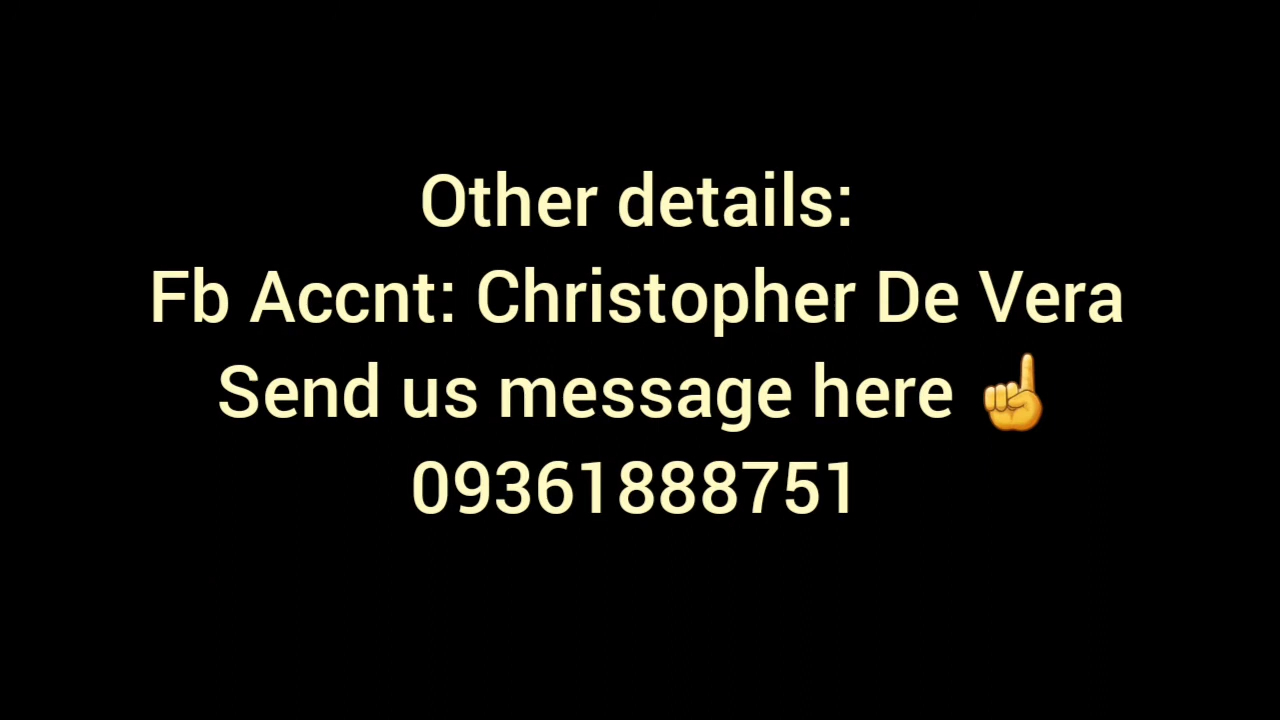 Other details:
Fb Accnt: Christopher De Vera
Send us message here ☝
09361888751